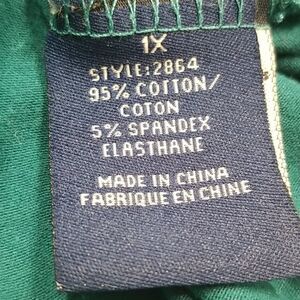 1X
STYLE:2864
95% COTTON/
COTON
5% SPANDEX
ELASTHANE
MADE IN CHINA
FABRIQUE EN CHINE